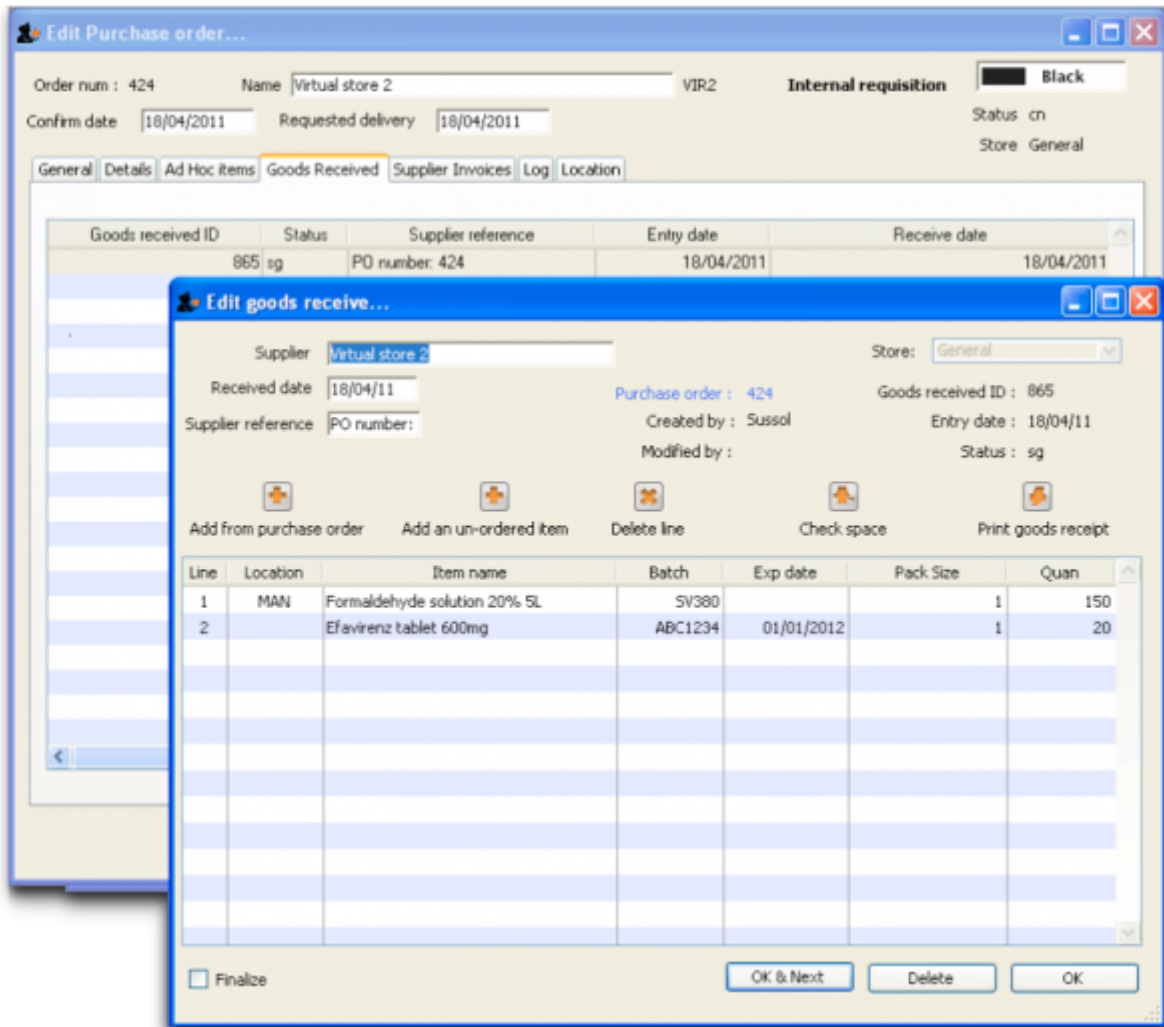 Edit Purchase order...
Order num : 424 Name Virtual store 2 VIR2 Internal requisition Black
Confirm date 18/04/2011 Requested delivery 18/04/2011 Status cn
Store General
General Details Ad Hoc items Goods Received Supplier Invoices Log Location
Goods received ID Status Supplier reference Entry date Receive date
865 sg PO number: 424 18/04/2011 18/04/2011
Edit goods receive...
Supplier Virtual store 2 Store: General
Received date 18/04/11 Purchase order : 424 Goods received ID : 865
Supplier reference PO number: Created by : Sussol Entry date : 18/04/11
Modified by : Status : sg
Add from purchase order Add an un-ordered item Delete line Check space Print goods receipt
Line Location Item name Batch Exp date Pack Size Quan
1 MAN Formaldehyde solution 20% 5L SV380 1 150
2 Efavirenz tablet 600mg ABC1234 01/01/2012 1 20
Finalize OK & Next Delete OK